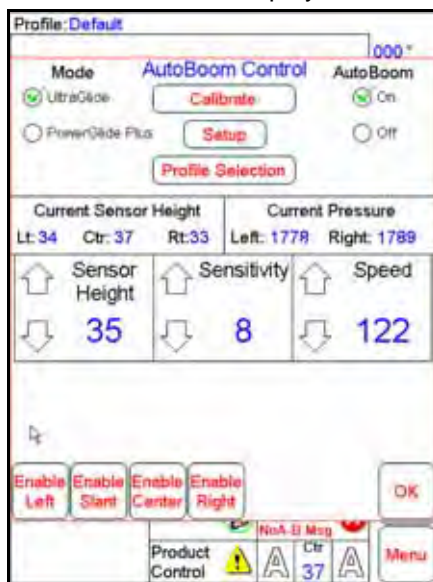 Profile: Default
000°
Mode
AutoBoom Control
AutoBoom
UltraGlide
Calibrate
On
PowerGlide Plus
Setup
Off
Profile Selection
Current Sensor Height
Current Pressure
Lt: 34 Ctr: 37 Rt: 33 Left: 1778 Right: 1789
Sensor Height
35
Sensitivity
8
Speed
122
Enable Left
Enable Slant
Enable Center
Enable Right
OK
NoA-B Msg
Product Control
A
Ctr
37
A
Menu